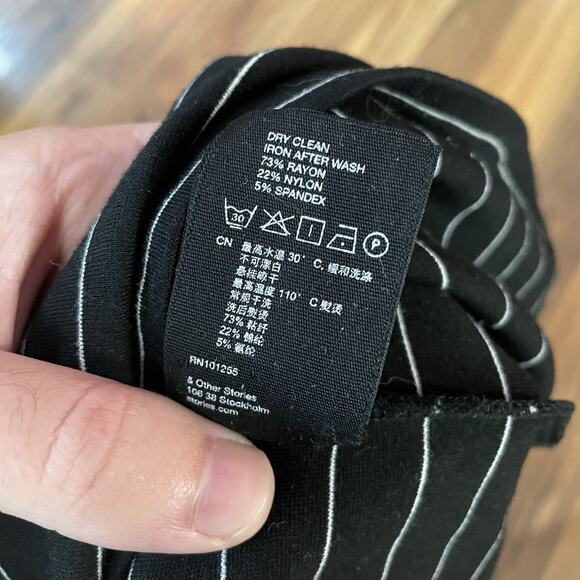 DRY CLEAN
IRON AFTER WASH
73% RAYON
22% NYLON
5% SPANDEX
30 P
CN 最高水温 30° C, 缓和洗涤
不可漂白
悬挂晾干
最高温度 110° C 熨烫
常规干洗
洗后熨烫
73% 粘纤
22% 锦纶
5% 氨纶
RN101255
& Other Stories
106 38 Stockholm
stories.com